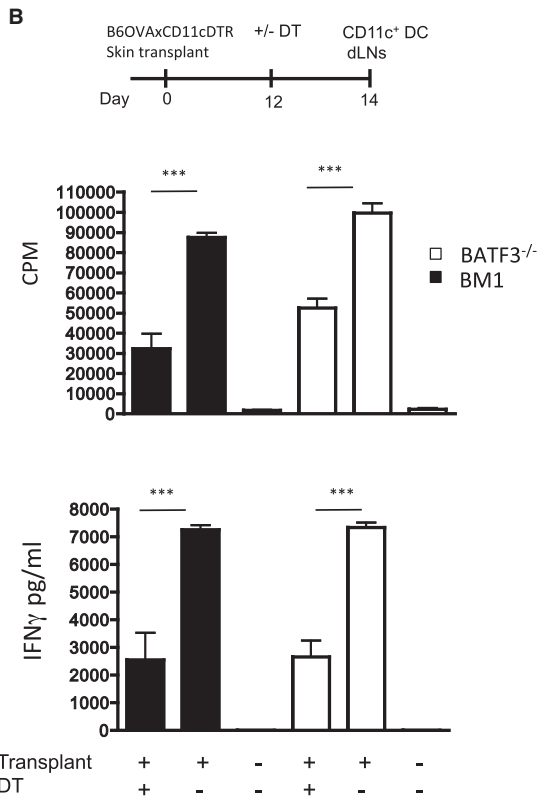 B
B6OVAxCD11cDTR +/- DT CD11c⁺ DC
Skin transplant dLNs
Day 0 12 14
*** ***
CPM
110000
100000
90000
80000
70000
60000
50000
40000
30000
20000
10000
0
BATF3⁻/⁻
BM1
*** ***
IFNγ pg/ml
8000
7000
6000
5000
4000
3000
2000
1000
0
Transplant + + - + + -
DT + - - + - -